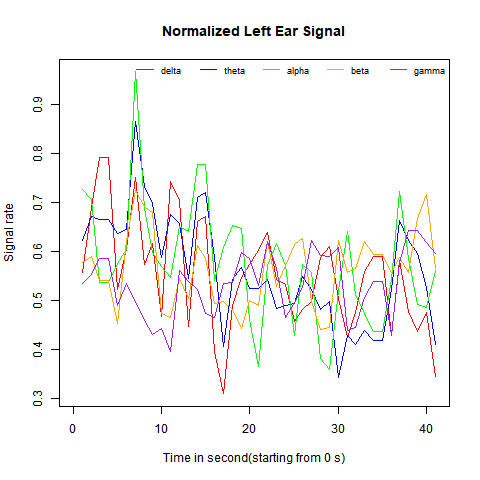 Normalized Left Ear Signal
delta theta alpha beta gamma
Signal rate
0.9
0.8
0.7
0.6
0.5
0.4
0.3
0 10 20 30 40
Time in second(starting from 0 s)